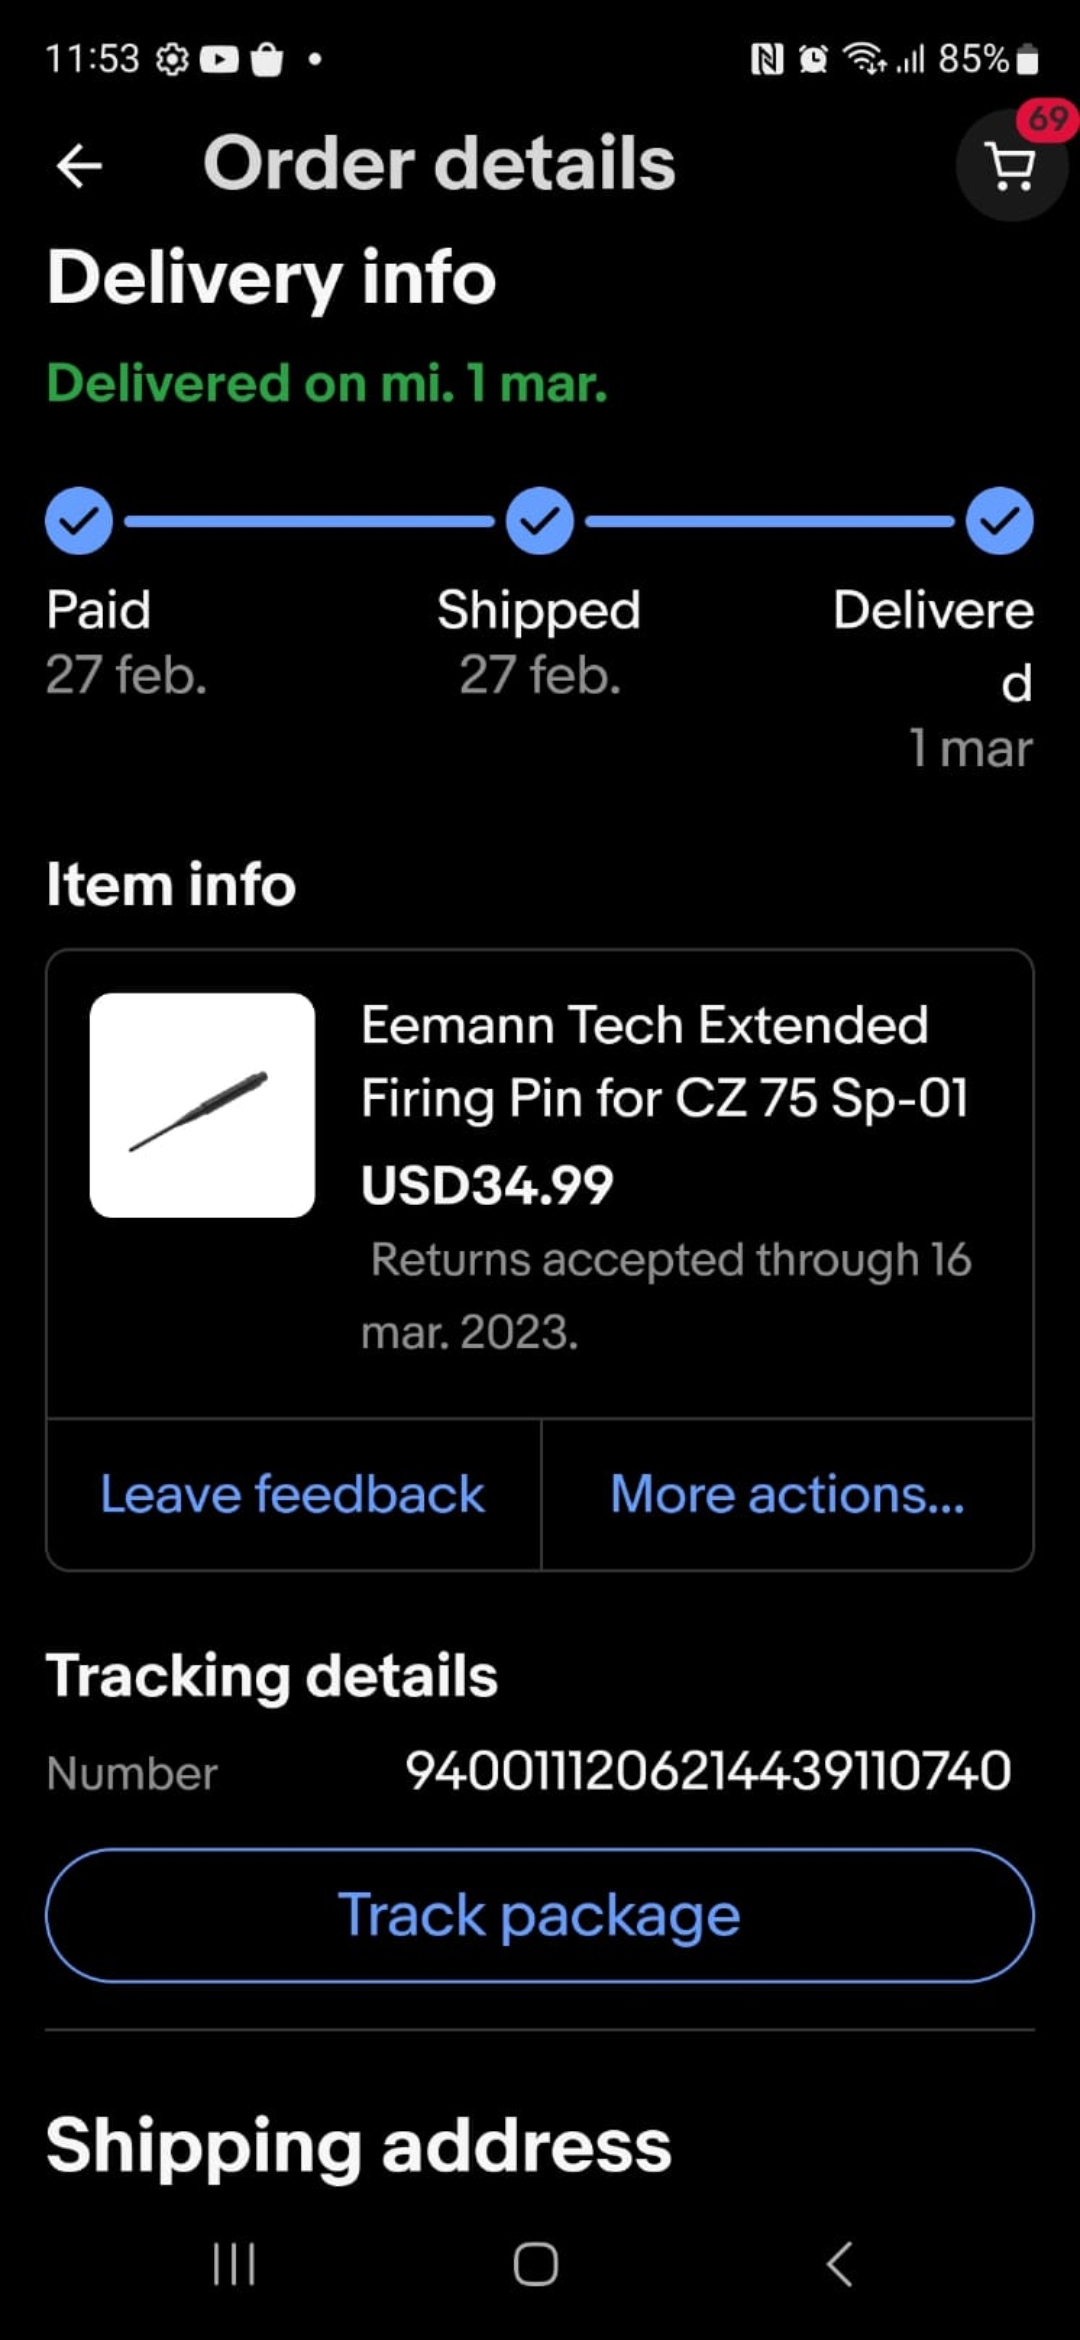 11:53 85%
69
Order details
Delivery info
Delivered on mi. 1 mar.
Paid Shipped Delivere
27 feb. 27 feb. d
1 mar
Item info
Eemann Tech Extended
Firing Pin for CZ 75 Sp-01
USD34.99
Returns accepted through 16
mar. 2023.
Leave feedback More actions...
Tracking details
Number 9400111206214439110740
Track package
Shipping address